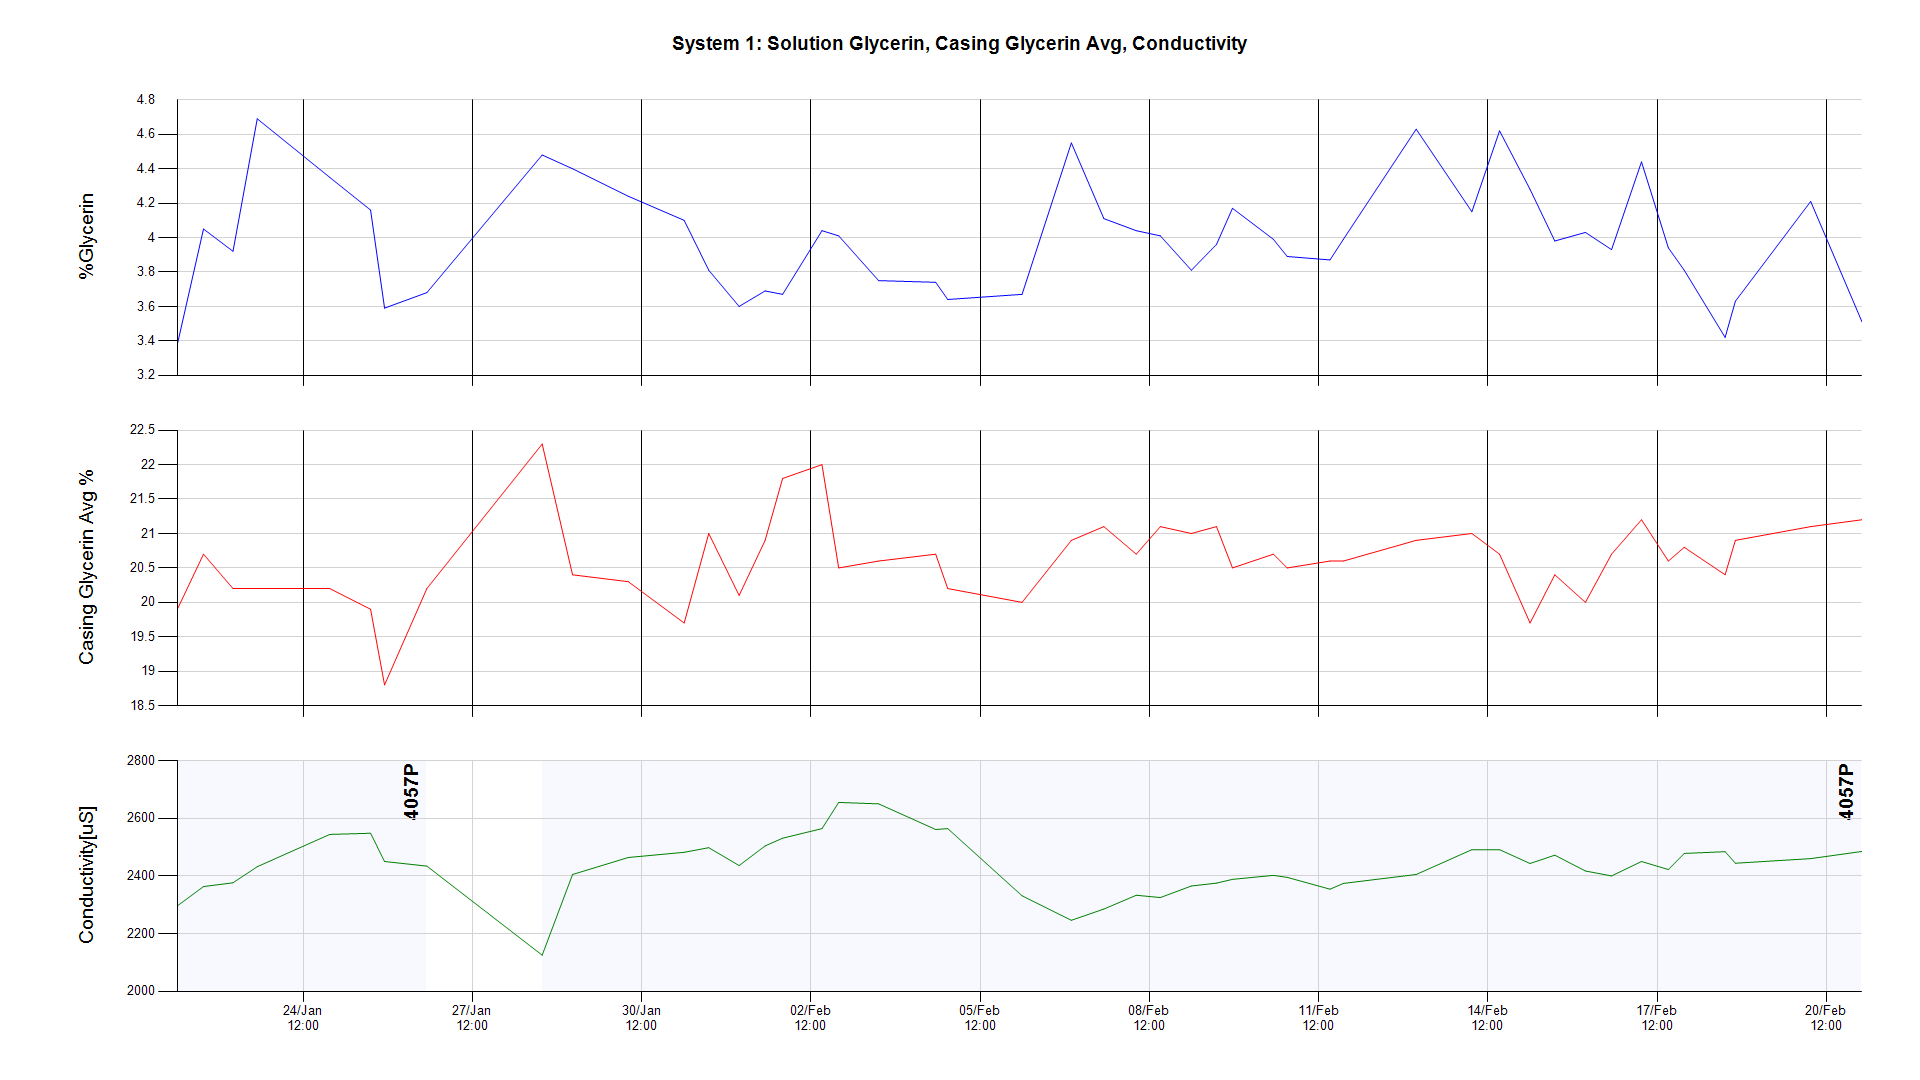 System 1: Solution Glycerin, Casing Glycerin Avg, Conductivity
%Glycerin
4.8
4.6
4.4
4.2
4
3.8
3.6
3.4
3.2
Casing Glycerin Avg %
22.5
22
21.5
21
20.5
20
19.5
19
18.5
Conductivity[uS]
2800
2600
2400
2200
2000
4057P
4057P
24/Jan 27/Jan 30/Jan 02/Feb 05/Feb 08/Feb 11/Feb 14/Feb 17/Feb 20/Feb
12:00 12:00 12:00 12:00 12:00 12:00 12:00 12:00 12:00 12:00